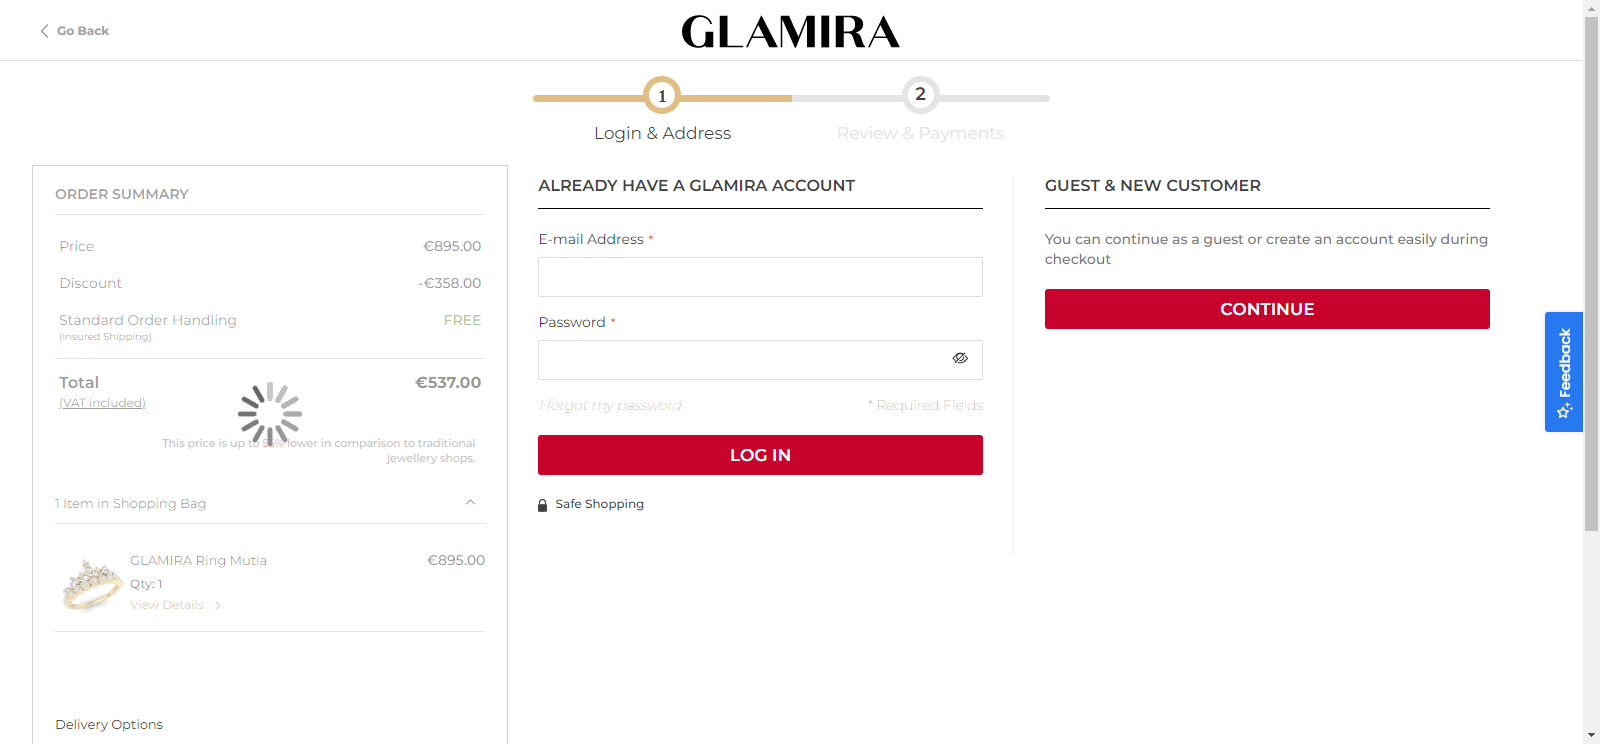 Go Back
GLAMIRA
1
2
Login & Address
Review & Payments
ORDER SUMMARY
Price €895.00
Discount -€358.00
Standard Order Handling FREE
(Insured Shipping)
Total €537.00
(VAT included)
This price is up to lower in comparison to traditional
jewellery shops.
1 Item in Shopping Bag
GLAMIRA Ring Mutia €895.00
Qty: 1
View Details
Delivery Options
ALREADY HAVE A GLAMIRA ACCOUNT
E-mail Address *
Password *
I forgot my password * Required Fields
LOG IN
Safe Shopping
GUEST & NEW CUSTOMER
You can continue as a guest or create an account easily during
checkout
CONTINUE
Feedback